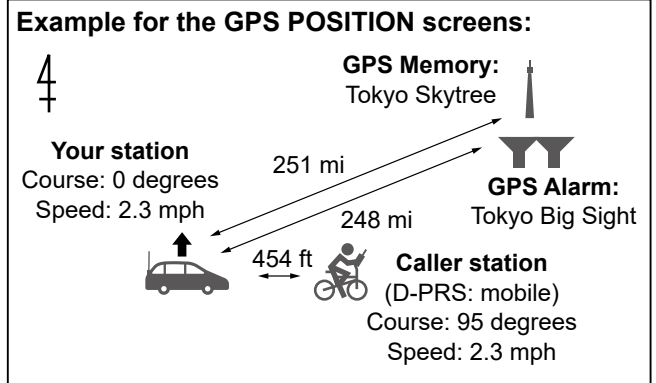 Example for the GPS POSITION screens:
GPS Memory:
Tokyo Skytree
Your station
Course: 0 degrees
Speed: 2.3 mph
251 mi
GPS Alarm:
Tokyo Big Sight
248 mi
454 ft
Caller station
(D-PRS: mobile)
Course: 95 degrees
Speed: 2.3 mph